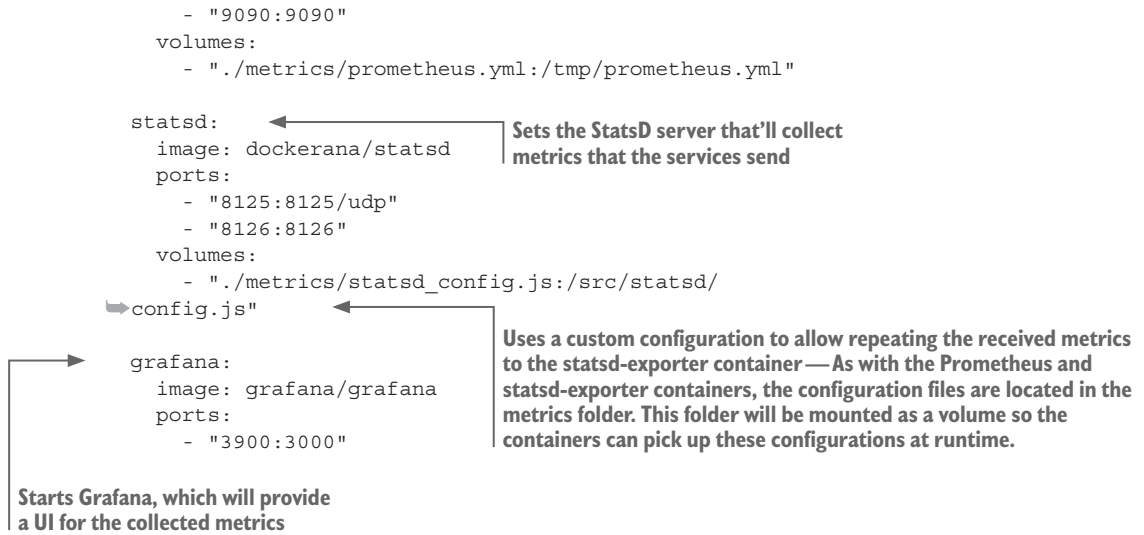 - "9090:9090"
volumes:
- "./metrics/prometheus.yml:/tmp/prometheus.yml"
statsd:
Sets the StatsD server that'll collect
metrics that the services send
image: dockerana/statsd
ports:
- "8125:8125/udp"
- "8126:8126"
volumes:
- "./metrics/statsd_config.js:/src/statsd/
➥config.js"
Uses a custom configuration to allow repeating the received metrics
to the statsd-exporter container—As with the Prometheus and
statsd-exporter containers, the configuration files are located in the
metrics folder. This folder will be mounted as a volume so the
containers can pick up these configurations at runtime.
grafana:
image: grafana/grafana
ports:
- "3900:3000"
Starts Grafana, which will provide
a UI for the collected metrics